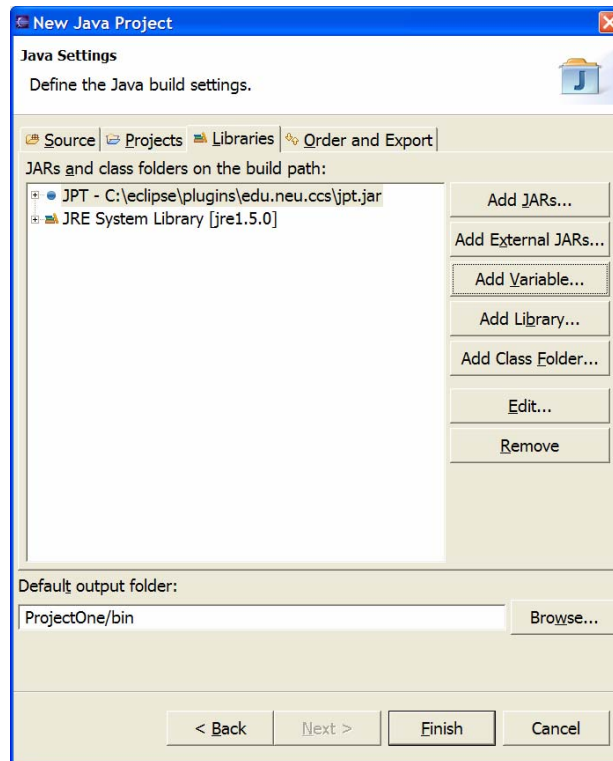 New Java Project
Java Settings
Define the Java build settings.
Source Projects Libraries Order and Export
JARs and class folders on the build path:
JPT - C:\eclipse\plugins\edu.neu.ccs\jpt.jar
JRE System Library [jre1.5.0]
Add JARs...
Add External JARs...
Add Variable...
Add Library...
Add Class Folder...
Edit...
Remove
Default output folder:
ProjectOne/bin
Browse...
< Back Next > Finish Cancel